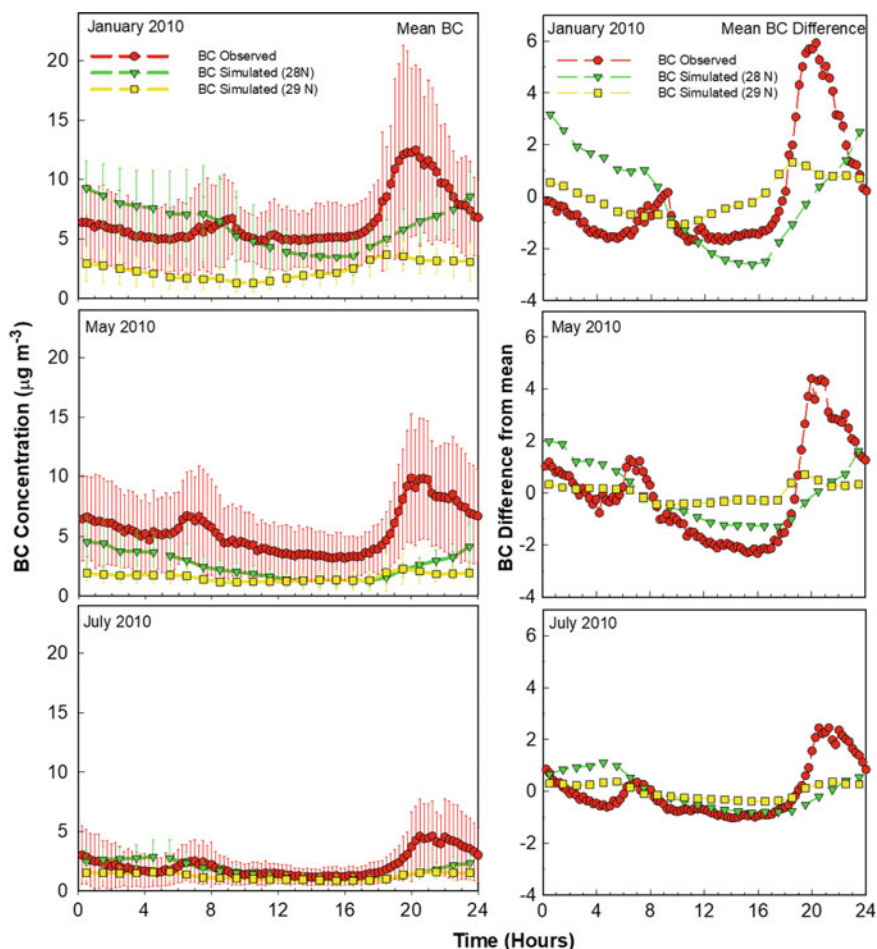 January 2010
Mean BC
BC Observed
BC Simulated (28N)
BC Simulated (29 N)
20
15
10
5
0
May 2010
20
15
10
5
0
July 2010
20
15
10
5
0
0 4 8 12 16 20 24
BC Concentration (µg m-3)
January 2010
Mean BC Difference
BC Observed
BC Simulated (28 N)
BC Simulated (29 N)
6
4
2
0
-2
-4
May 2010
6
4
2
0
-2
-4
July 2010
6
4
2
0
-2
-4
0 4 8 12 16 20 24
BC Difference from mean
Time (Hours)